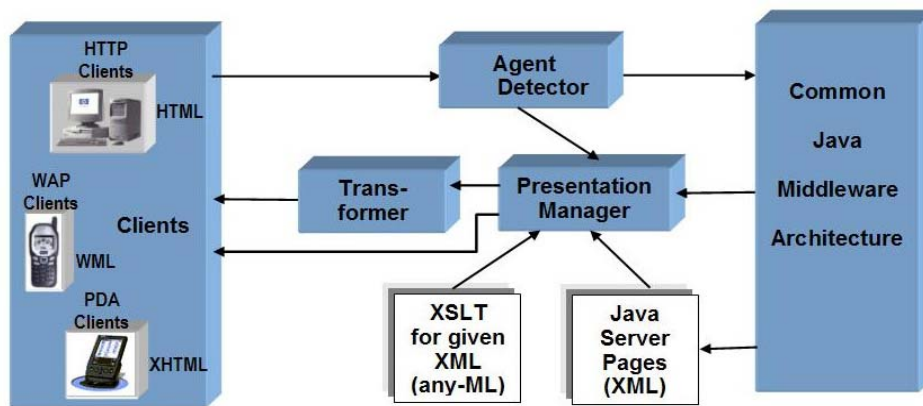 HTTP
Clients
HTML
WAP
Clients
Clients
WML
PDA
Clients
XHTML
Agent
Detector
Trans-
former
Presentation
Manager
XSLT
for given
XML
(any-ML)
Java
Server
Pages
(XML)
Common
Java
Middleware
Architecture